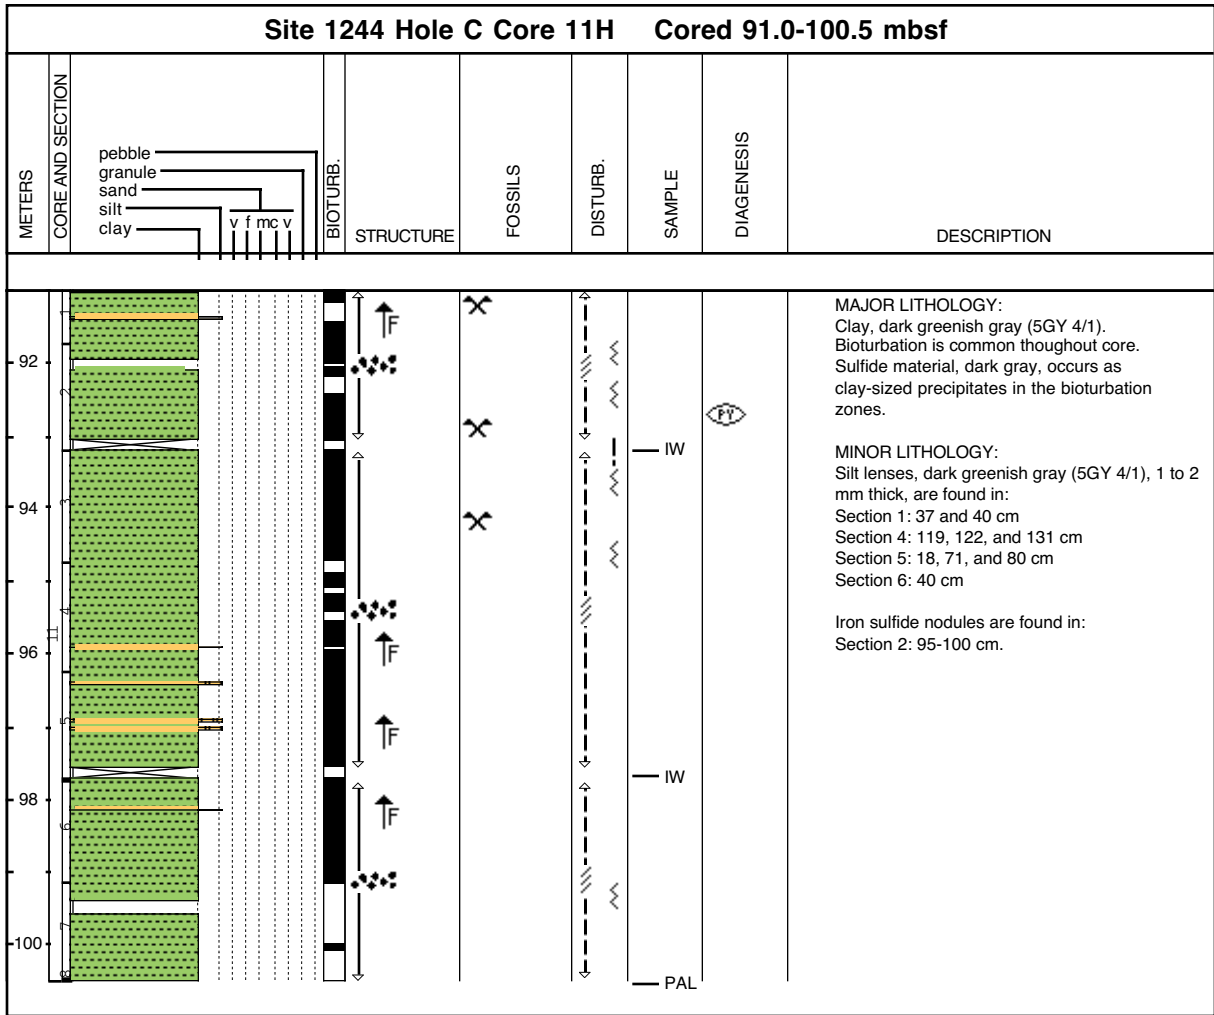 Site 1244 Hole C Core 11H Cored 91.0-100.5 mbsf
METERS
CORE AND SECTION
pebble
granule
sand
silt
clay
v f m c v
BIOTURB.
STRUCTURE
FOSSILS
DISTURB.
SAMPLE
DIAGENESIS
DESCRIPTION
92
94
96
98
100
11
1
2
3
4
5
6
7
8
F
F
F
F
PY
IW
IW
PAL
MAJOR LITHOLOGY:
Clay, dark greenish gray (5GY 4/1).
Bioturbation is common thoughout core.
Sulfide material, dark gray, occurs as
clay-sized precipitates in the bioturbation
zones.
MINOR LITHOLOGY:
Silt lenses, dark greenish gray (5GY 4/1), 1 to 2
mm thick, are found in:
Section 1: 37 and 40 cm
Section 4: 119, 122, and 131 cm
Section 5: 18, 71, and 80 cm
Section 6: 40 cm
Iron sulfide nodules are found in:
Section 2: 95-100 cm.